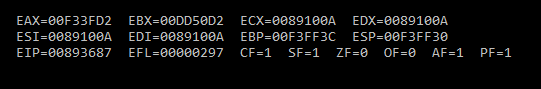 EAX=00F33FD2 EBX=00DD50D2 ECX=0089100A EDX=0089100A
ESI=0089100A EDI=0089100A EBP=00F3FF3C ESP=00F3FF30
EIP=00893687 EFL=00000297 CF=1 SF=1 ZF=0 OF=0 AF=1 PF=1